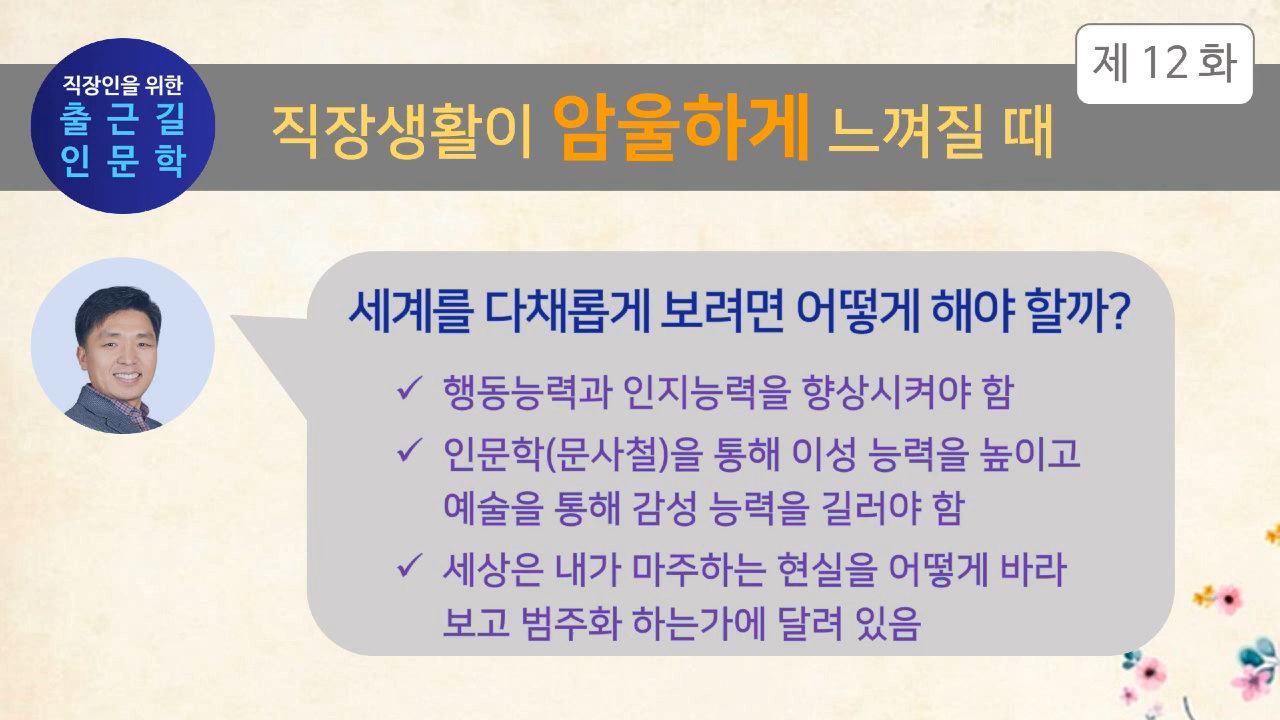 제 12 화
직장인을 위한
출 근 길
인 문 학
직장생활이 암울하게 느껴질 때
세계를 다채롭게 보려면 어떻게 해야 할까?
✓ 행동능력과 인지능력을 향상시켜야 함
✓ 인문학(문사철)을 통해 이성 능력을 높이고
예술을 통해 감성 능력을 길러야 함
✓ 세상은 내가 마주하는 현실을 어떻게 바라
보고 범주화 하는가에 달려 있음